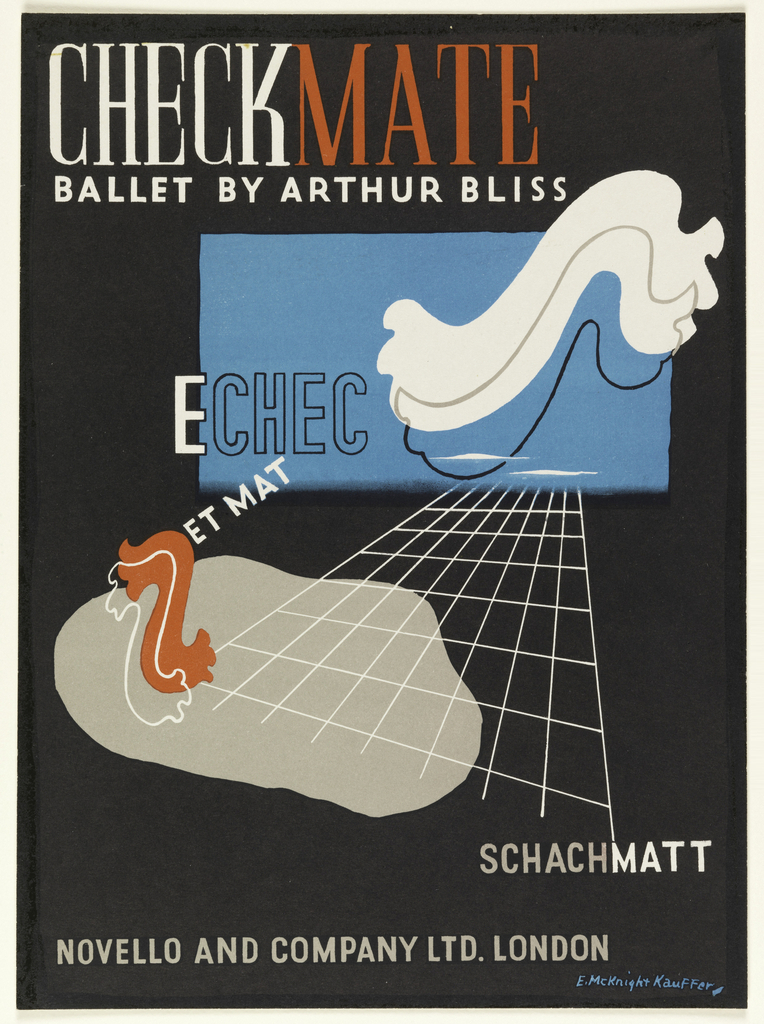 CHECKMATE
BALLET BY ARTHUR BLISS
ECHEC
ET MAT
SCHACHMATT
NOVELLO AND COMPANY LTD. LONDON
E. McKnight Kauffer